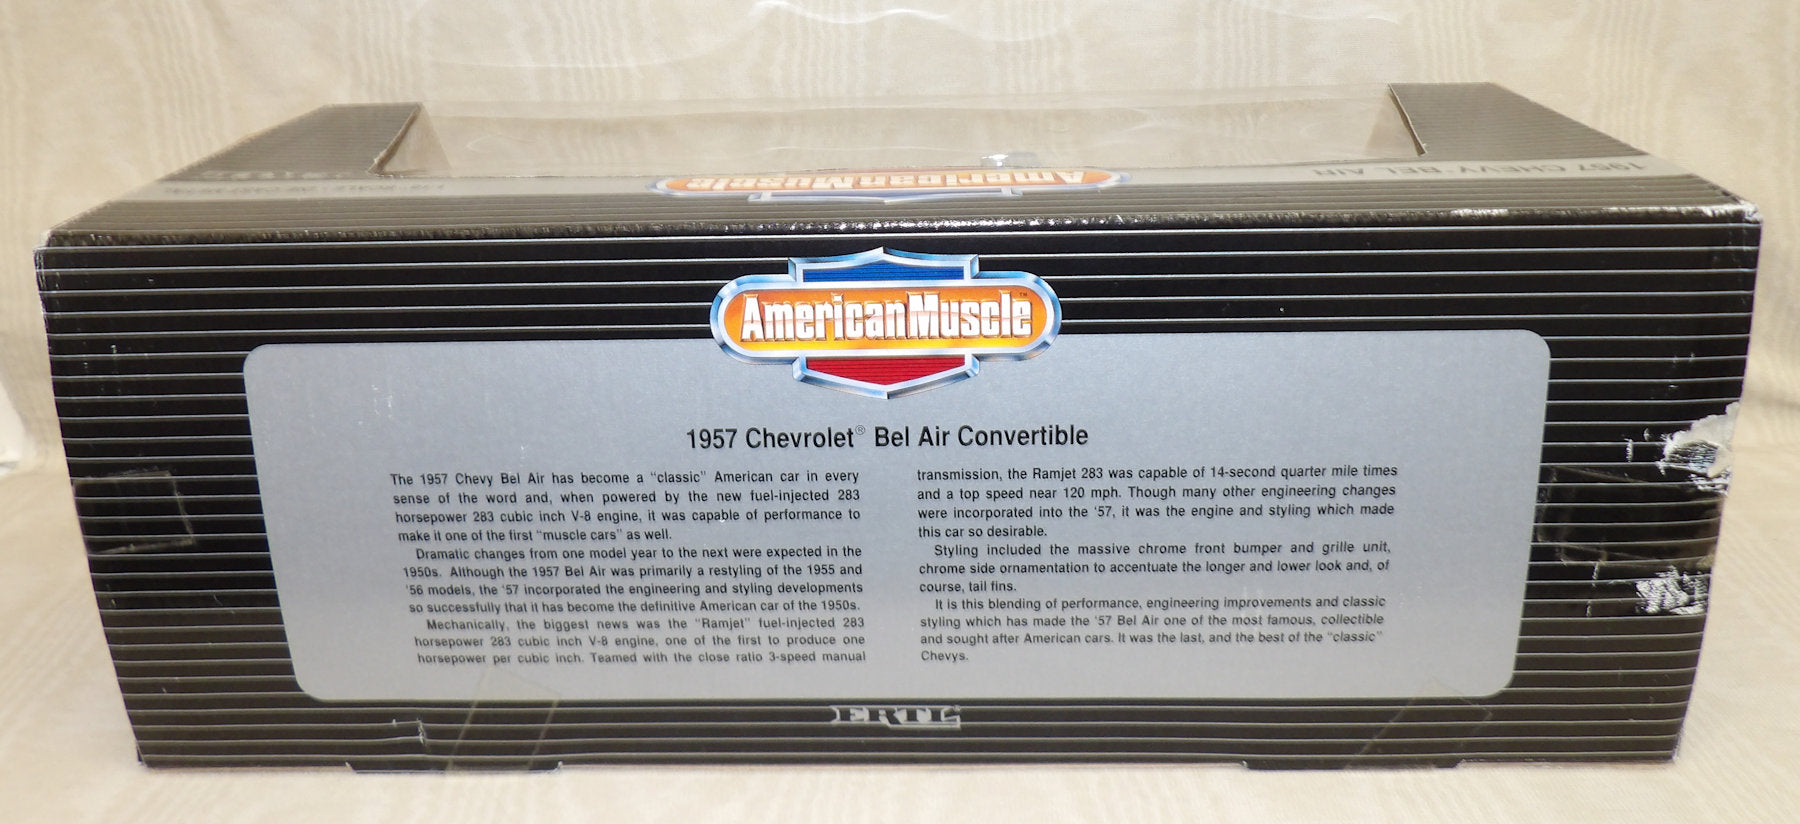 1957 CHEVY BEL AIR
AmericanMuscle
AmericanMuscle™
1957 Chevrolet® Bel Air Convertible
The 1957 Chevy Bel Air has become a “classic” American car in every
sense of the word and, when powered by the new fuel-injected 283
horsepower 283 cubic inch V-8 engine, it was capable of performance to
make it one of the first “muscle cars” as well.
Dramatic changes from one model year to the next were expected in the
1950s. Although the 1957 Bel Air was primarily a restyling of the 1955 and
'56 models, the '57 incorporated the engineering and styling developments
so successfully that it has become the definitive American car of the 1950s.
Mechanically, the biggest news was the “Ramjet” fuel-injected 283
horsepower 283 cubic inch V-8 engine, one of the first to produce one
horsepower per cubic inch. Teamed with the close ratio 3-speed manual
transmission, the Ramjet 283 was capable of 14-second quarter mile times
and a top speed near 120 mph. Though many other engineering changes
were incorporated into the '57, it was the engine and styling which made
this car so desirable.
Styling included the massive chrome front bumper and grille unit,
chrome side ornamentation to accentuate the longer and lower look and, of
course, tail fins.
It is this blending of performance, engineering improvements and classic
styling which has made the '57 Bel Air one of the most famous, collectible
and sought after American cars. It was the last, and the best of the “classic”
Chevys.
ERTL®